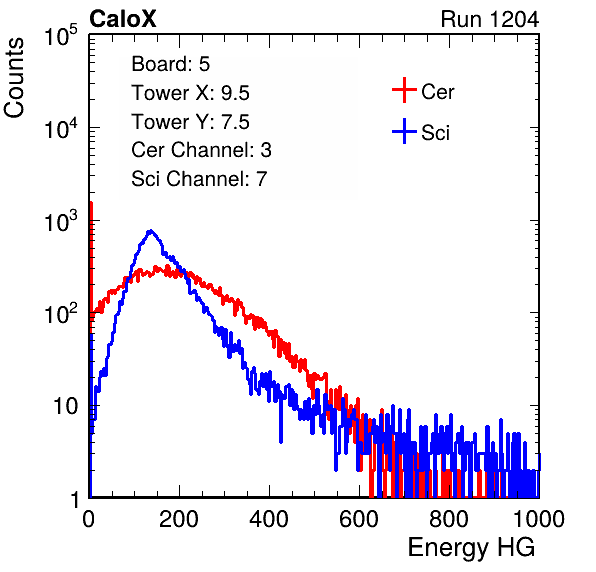 CaloX Run 1204
Counts
Board: 5
Tower X: 9.5
Tower Y: 7.5
Cer Channel: 3
Sci Channel: 7
Cer
Sci
10^5
10^4
10^3
10^2
10
1
0 200 400 600 800 1000
Energy HG